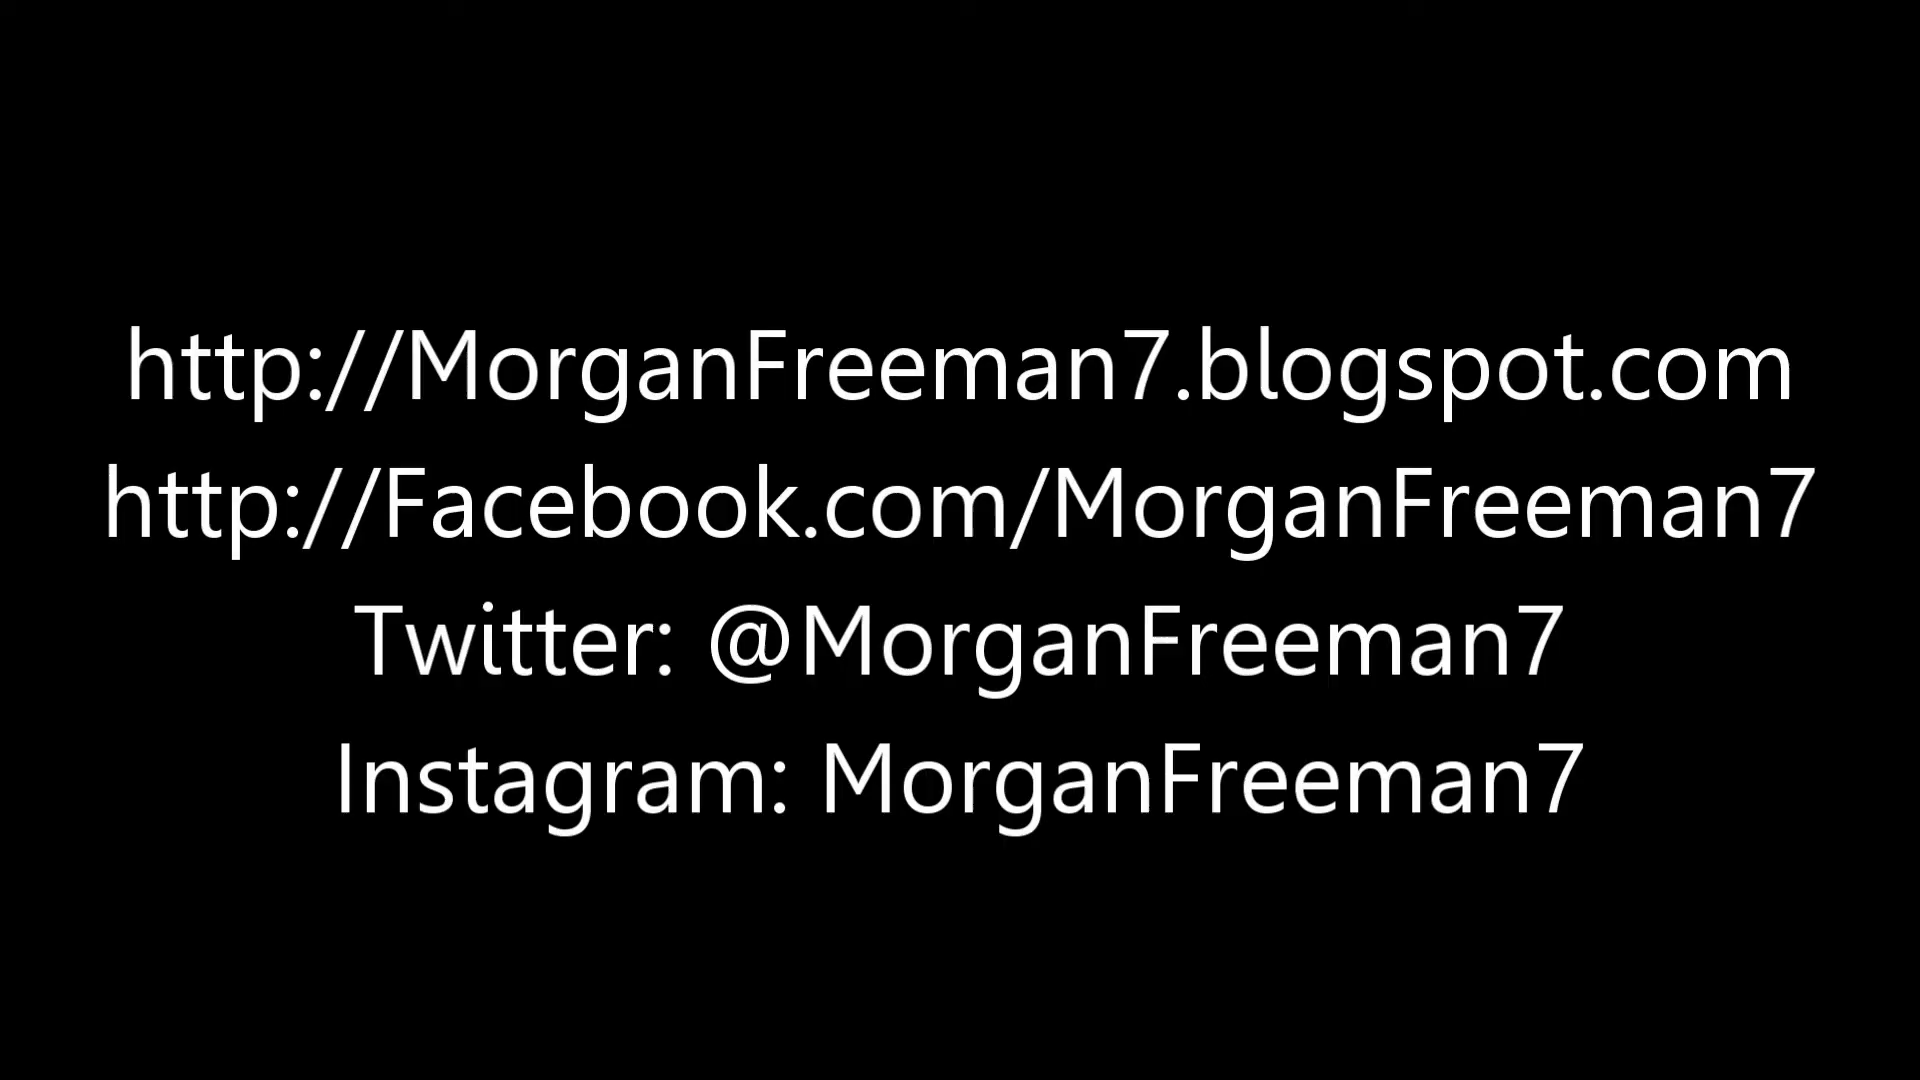 http://MorganFreeman7.blogspot.com
http://Facebook.com/MorganFreeman7
Twitter: @MorganFreeman7
Instagram: MorganFreeman7